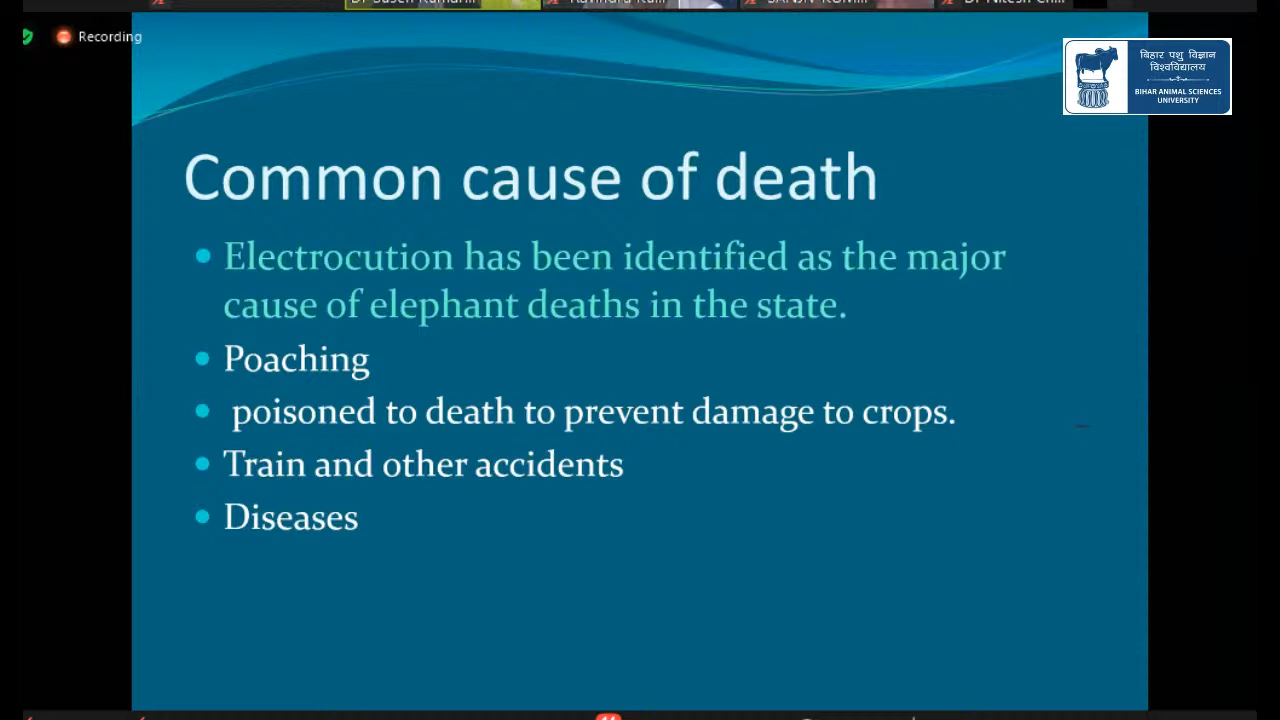 Recording
बिहार पशु विज्ञान
विश्वविद्यालय
BIHAR ANIMAL SCIENCES
UNIVERSITY
Common cause of death
Electrocution has been identified as the major
cause of elephant deaths in the state.
Poaching
poisoned to death to prevent damage to crops.
Train and other accidents
Diseases